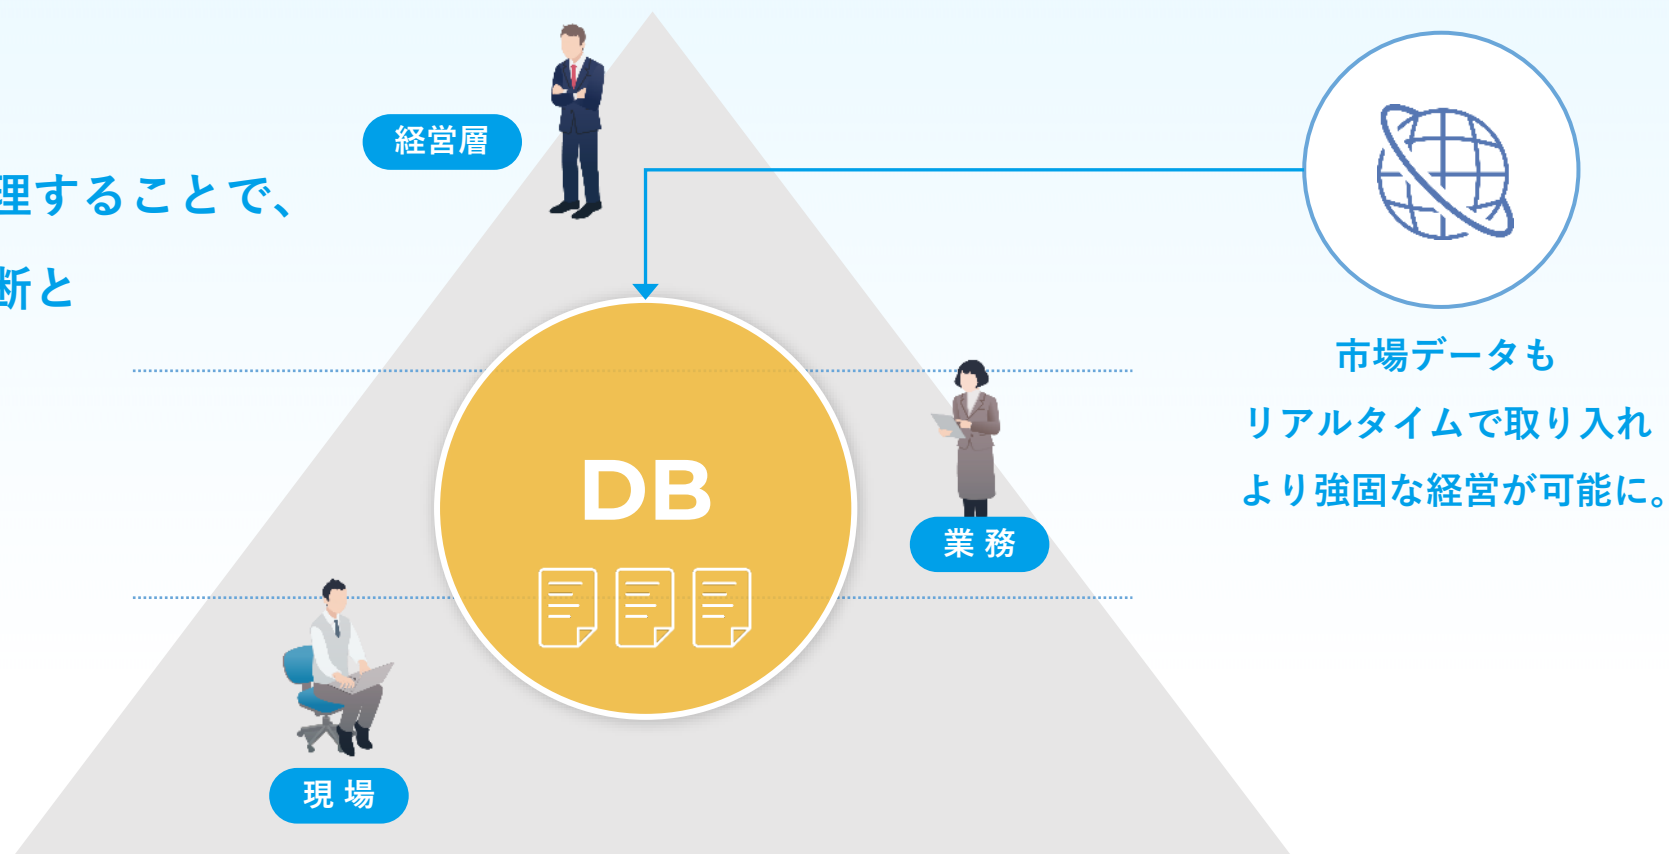 経営層
理することで、
断と
市場データも
リアルタイムで取り入れ
より強固な経営が可能に。
DB
業務
現場